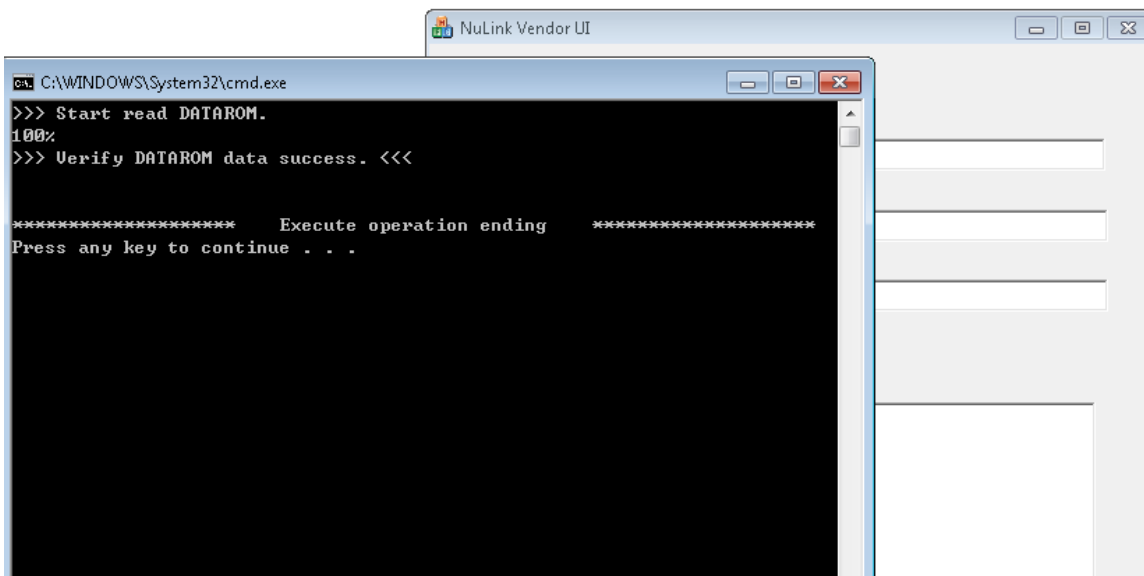 NuLink Vendor UI
C:\WINDOWS\System32\cmd.exe
>>> Start read DATAROM.
100%
>>> Verify DATAROM data success. <<<
******************** Execute operation ending ********************
Press any key to continue . . .